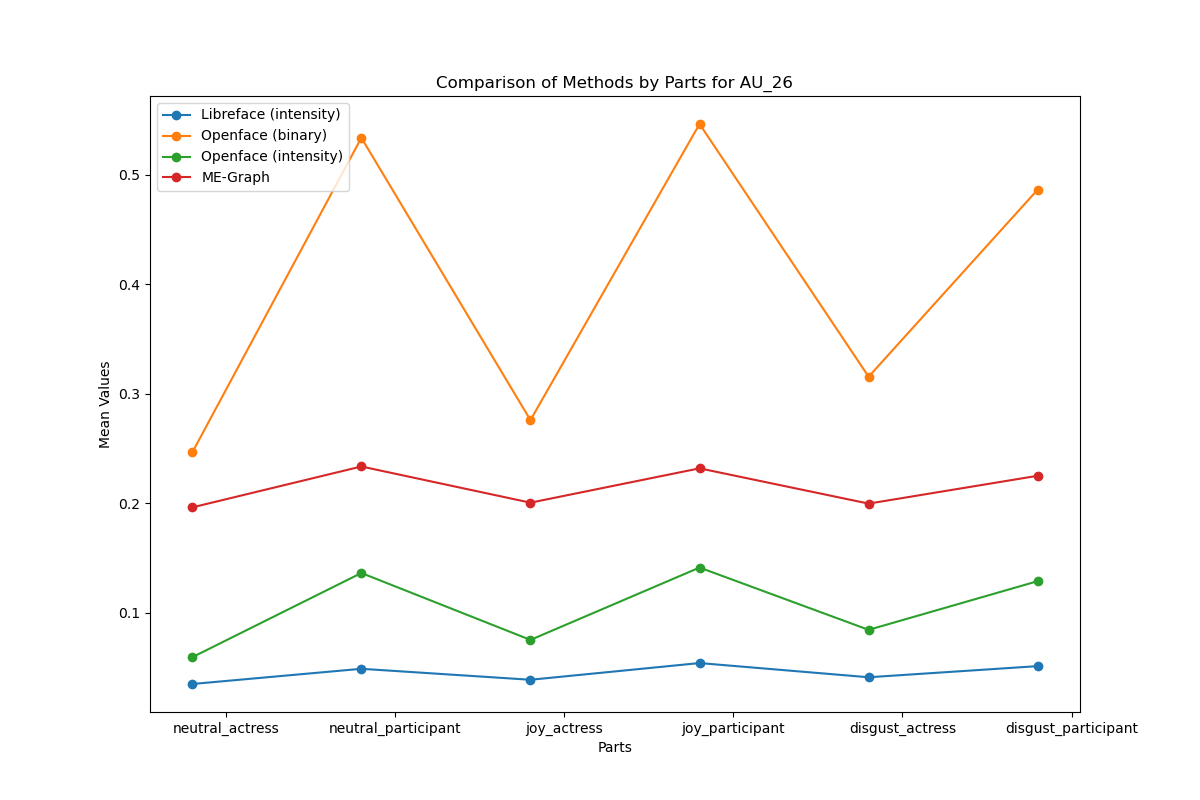 Comparison of Methods by Parts for AU_26
Libreface (intensity)
Openface (binary)
Openface (intensity)
ME-Graph
Mean Values
0.5
0.4
0.3
0.2
0.1
neutral_actress neutral_participant joy_actress joy_participant disgust_actress disgust_participant
Parts